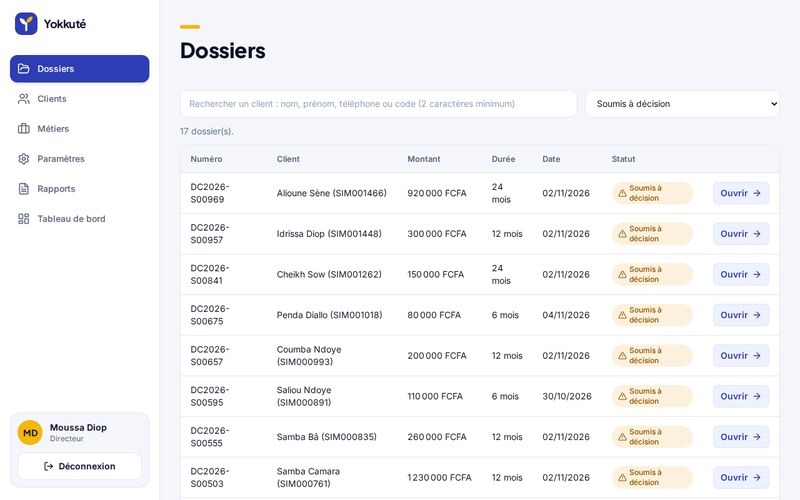 Yokkuté
Dossiers
Clients
Métiers
Paramètres
Rapports
Tableau de bord
MD
Moussa Diop
Directeur
Déconnexion
Dossiers
Rechercher un client : nom, prénom, téléphone ou code (2 caractères minimum)
Soumis à décision
17 dossier(s).
Numéro Client Montant Durée Date Statut
DC2026-S00969 Alioune Sène (SIM001466) 920 000 FCFA 24 mois 02/11/2026 Soumis à décision Ouvrir →
DC2026-S00957 Idrissa Diop (SIM001448) 300 000 FCFA 12 mois 02/11/2026 Soumis à décision Ouvrir →
DC2026-S00841 Cheikh Sow (SIM001262) 150 000 FCFA 24 mois 02/11/2026 Soumis à décision Ouvrir →
DC2026-S00675 Penda Diallo (SIM001018) 80 000 FCFA 6 mois 04/11/2026 Soumis à décision Ouvrir →
DC2026-S00657 Coumba Ndoye (SIM000993) 200 000 FCFA 12 mois 02/11/2026 Soumis à décision Ouvrir →
DC2026-S00595 Saliou Ndoye (SIM000891) 110 000 FCFA 6 mois 30/10/2026 Soumis à décision Ouvrir →
DC2026-S00555 Samba Bâ (SIM000835) 260 000 FCFA 12 mois 02/11/2026 Soumis à décision Ouvrir →
DC2026-S00503 Samba Camara (SIM000761) 1 230 000 FCFA 12 mois 02/11/2026 Soumis à décision Ouvrir →